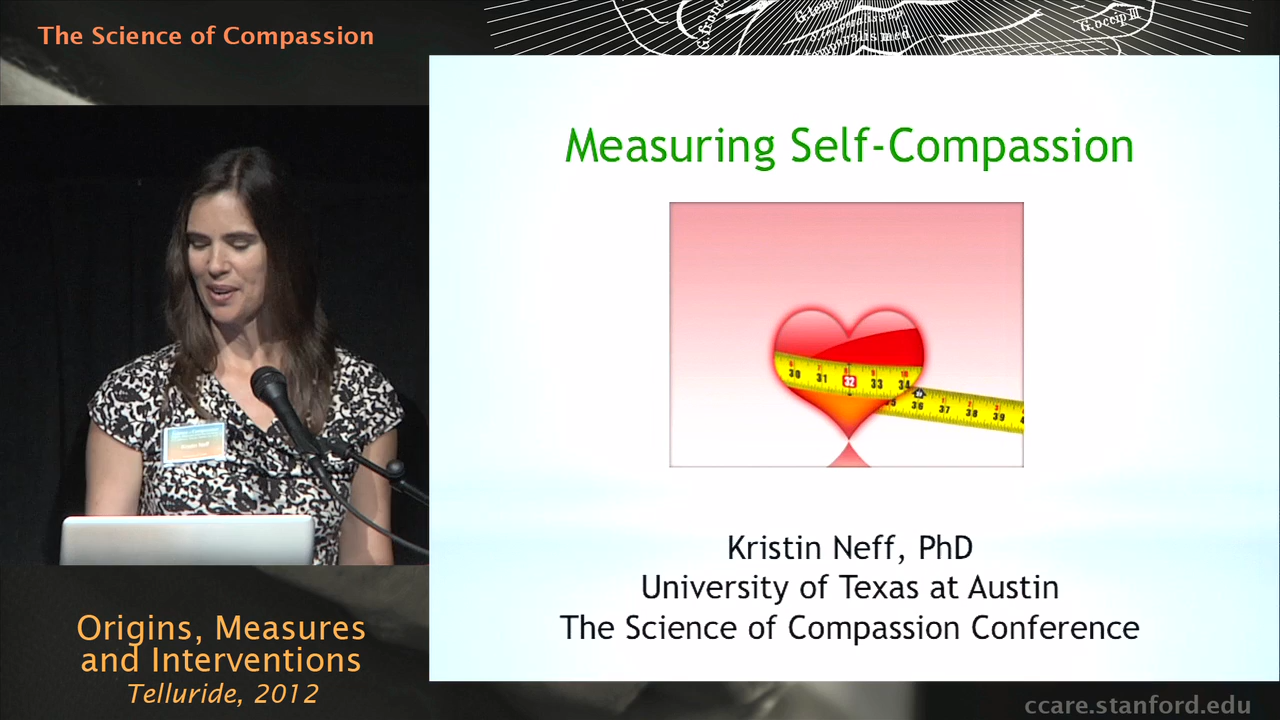 The Science of Compassion
G.occip III
Measuring Self-Compassion
30 31 32 33 34
36 37 38 39
Kristin Neff, PhD
University of Texas at Austin
The Science of Compassion Conference
Origins, Measures
and Interventions
Telluride, 2012
ccare.stanford.edu